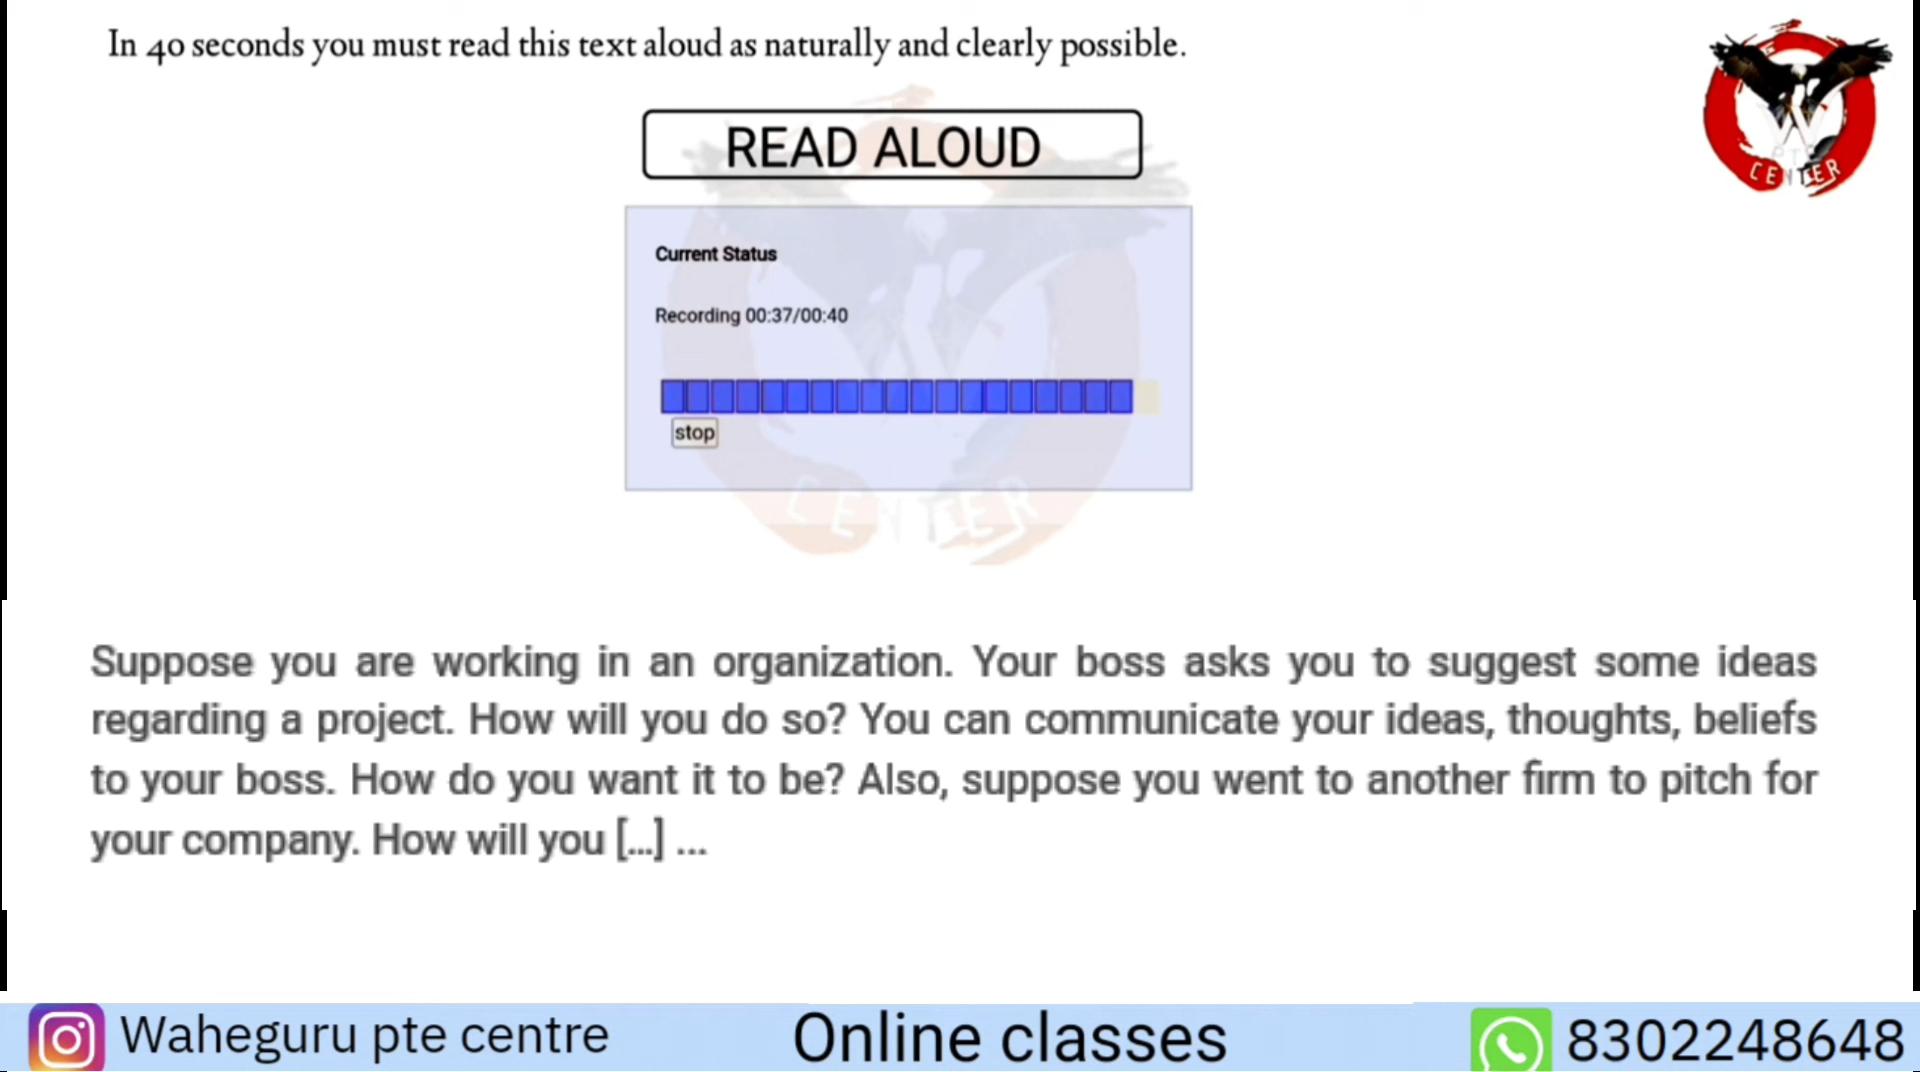 In 40 seconds you must read this text aloud as naturally and clearly possible.
READ ALOUD
Current Status
Recording 00:37/00:40
stop
Suppose you are working in an organization. Your boss asks you to suggest some ideas
regarding a project. How will you do so? You can communicate your ideas, thoughts, beliefs
to your boss. How do you want it to be? Also, suppose you went to another firm to pitch for
your company. How will you [...] ...
W
PTE
CENTER
CENTER
Waheguru pte centre
Online classes
8302248648